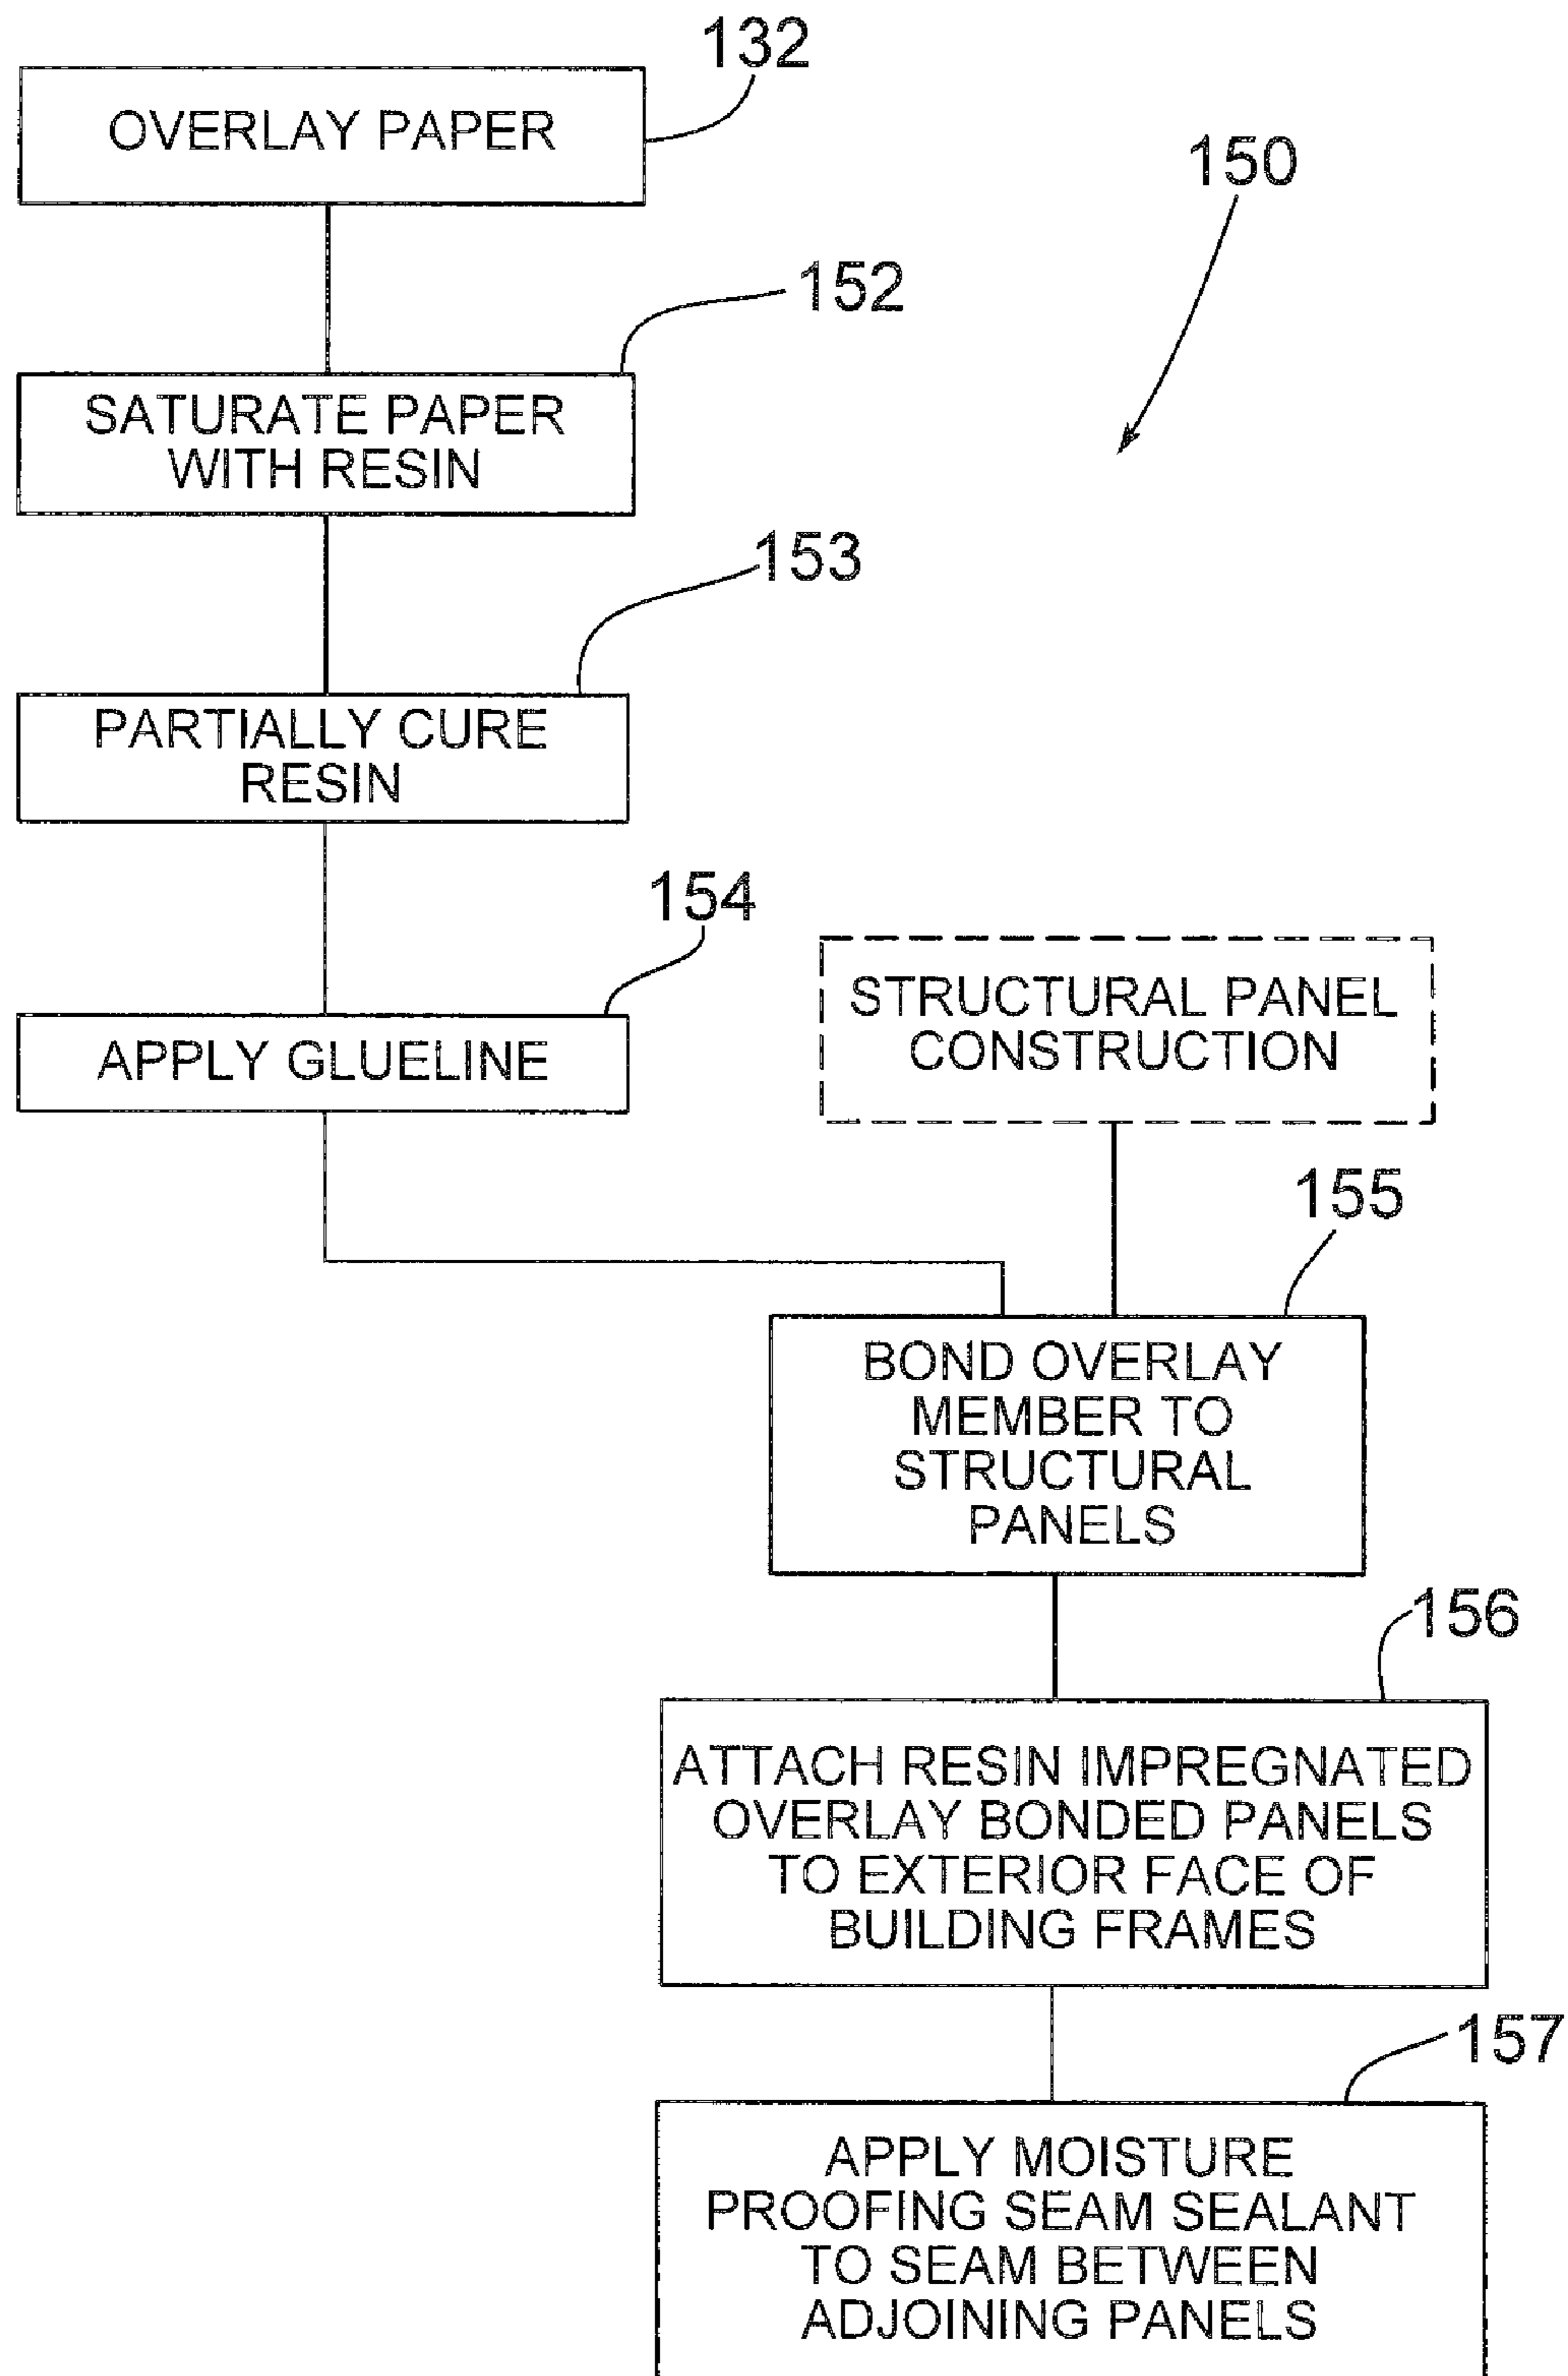 132
OVERLAY PAPER
150
152
SATURATE PAPER
WITH RESIN
153
PARTIALLY CURE
RESIN
154
APPLY GLUELINE
STRUCTURAL PANEL
CONSTRUCTION
155
BOND OVERLAY
MEMBER TO
STRUCTURAL
PANELS
156
ATTACH RESIN IMPREGNATED
OVERLAY BONDED PANELS
TO EXTERIOR FACE OF
BUILDING FRAMES
157
APPLY MOISTURE
PROOFING SEAM SEALANT
TO SEAM BETWEEN
ADJOINING PANELS